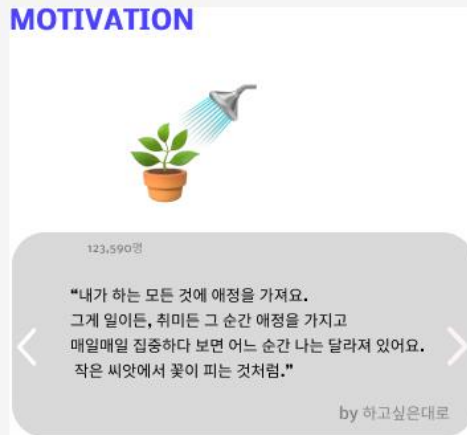 MOTIVATION
123,590명
“내가 하는 모든 것에 애정을 가져요.
그게 일이든, 취미든 그 순간 애정을 가지고
매일매일 집중하다 보면 어느 순간 나는 달라져 있어요.
작은 씨앗에서 꽃이 피는 것처럼.”
by 하고싶은대로